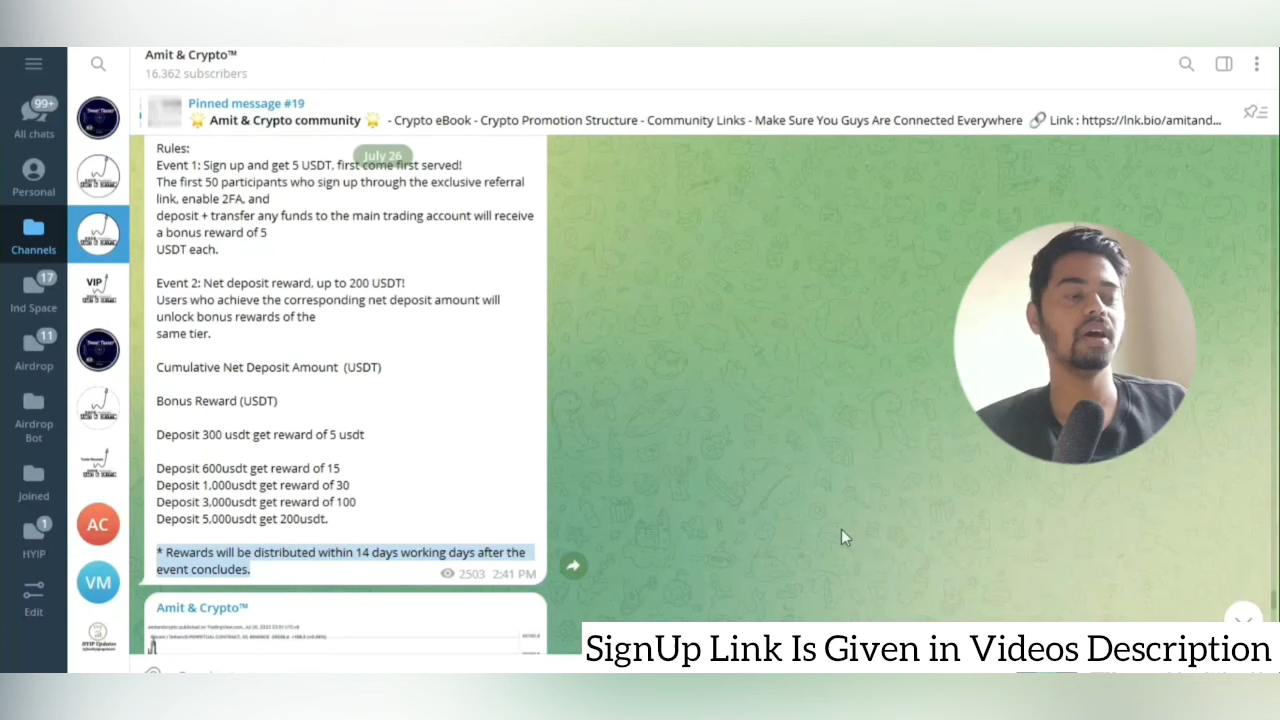 Amit & Crypto™
16.362 subscribers
Pinned message #19
Amit & Crypto community - Crypto eBook - Crypto Promotion Structure - Community Links - Make Sure You Guys Are Connected Everywhere Link : https://lnk.bio/amitand...
99+
All chats
Personal
Channels
17
Ind Space
11
Airdrop
Airdrop
Bot
Joined
1
HYIP
Edit
VIP
AC
VM
HYIP Updates
July 26
Rules:
Event 1: Sign up and get 5 USDT, first come first served!
The first 50 participants who sign up through the exclusive referral
link, enable 2FA, and
deposit + transfer any funds to the main trading account will receive
a bonus reward of 5
USDT each.
Event 2: Net deposit reward, up to 200 USDT!
Users who achieve the corresponding net deposit amount will
unlock bonus rewards of the
same tier.
Cumulative Net Deposit Amount (USDT)
Bonus Reward (USDT)
Deposit 300 usdt get reward of 5 usdt
Deposit 600usdt get reward of 15
Deposit 1,000usdt get reward of 30
Deposit 3,000usdt get reward of 100
Deposit 5,000usdt get 200usdt.
* Rewards will be distributed within 14 days working days after the
event concludes.
2503 2:41 PM
Amit & Crypto™
SignUp Link Is Given in Videos Description